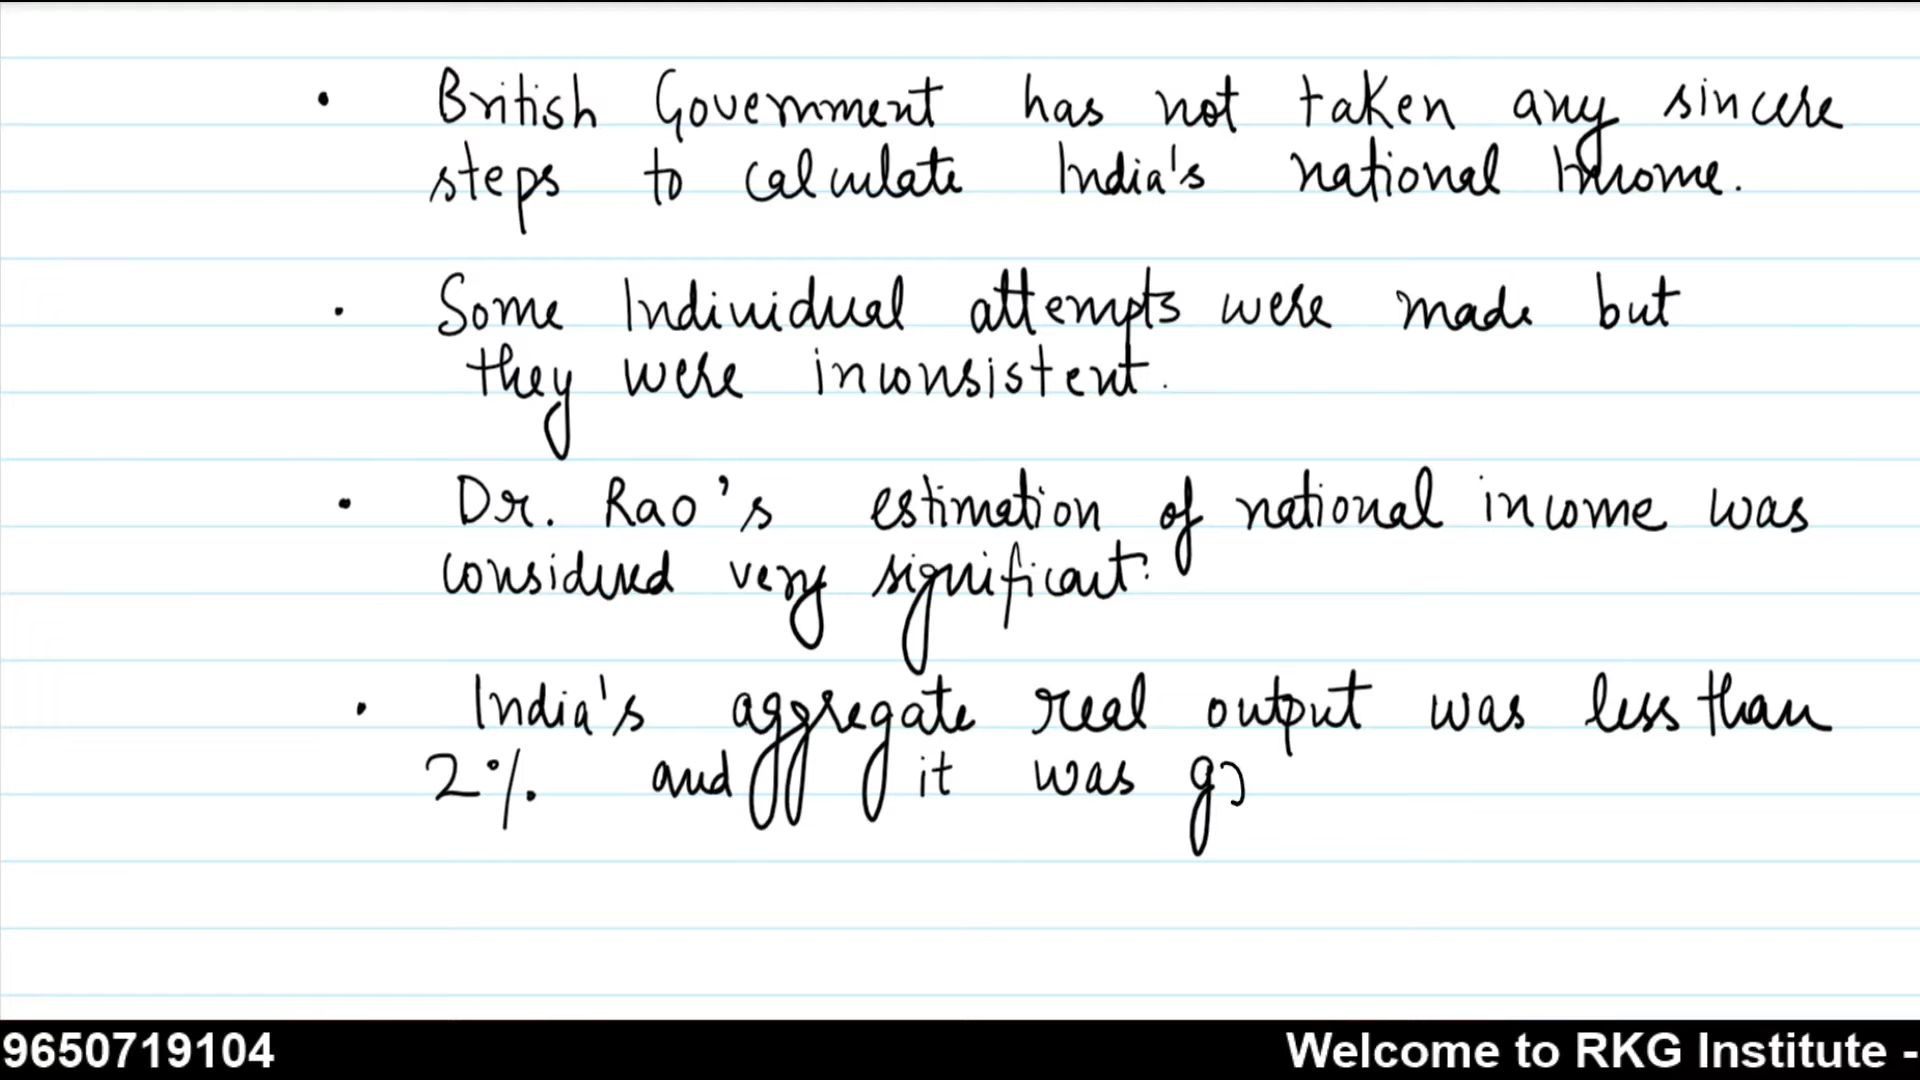 • British Government has not taken any sincere
steps to calculate India's national Income.
• Some Individual attempts were made but
they were inconsistent.
• Dr. Rao's estimation of national income was
considered very significant.
• India's aggregate real output was less than
2% and it was
9650719104
Welcome to RKG Institute -